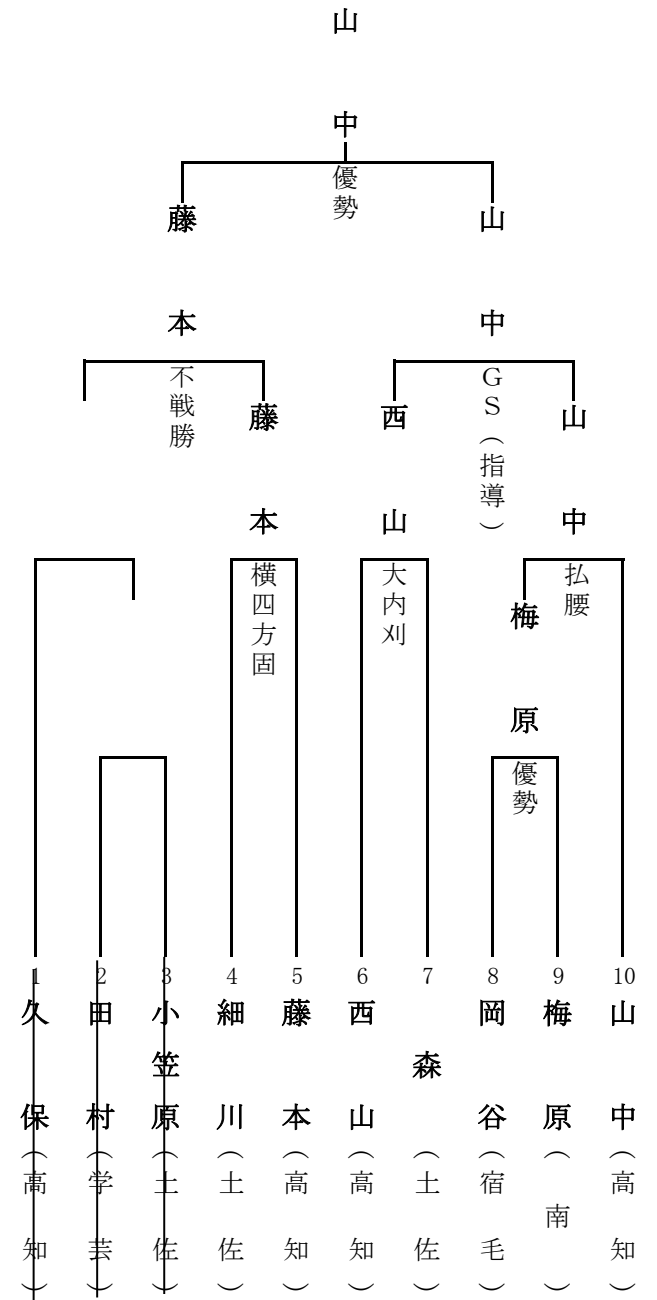 山中
優勢
藤本
山中
不戦勝
GS（指導）
藤本
西山
山中
横四方固
大内刈
払腰
梅原
優勢
1 久保（高知）
2 田村（学芸）
3 小笠原（土佐）
4 細川（土佐）
5 藤本（高知）
6 西山（高知）
7 森（土佐）
8 岡谷（宿毛）
9 梅原（南）
10 山中（高知）